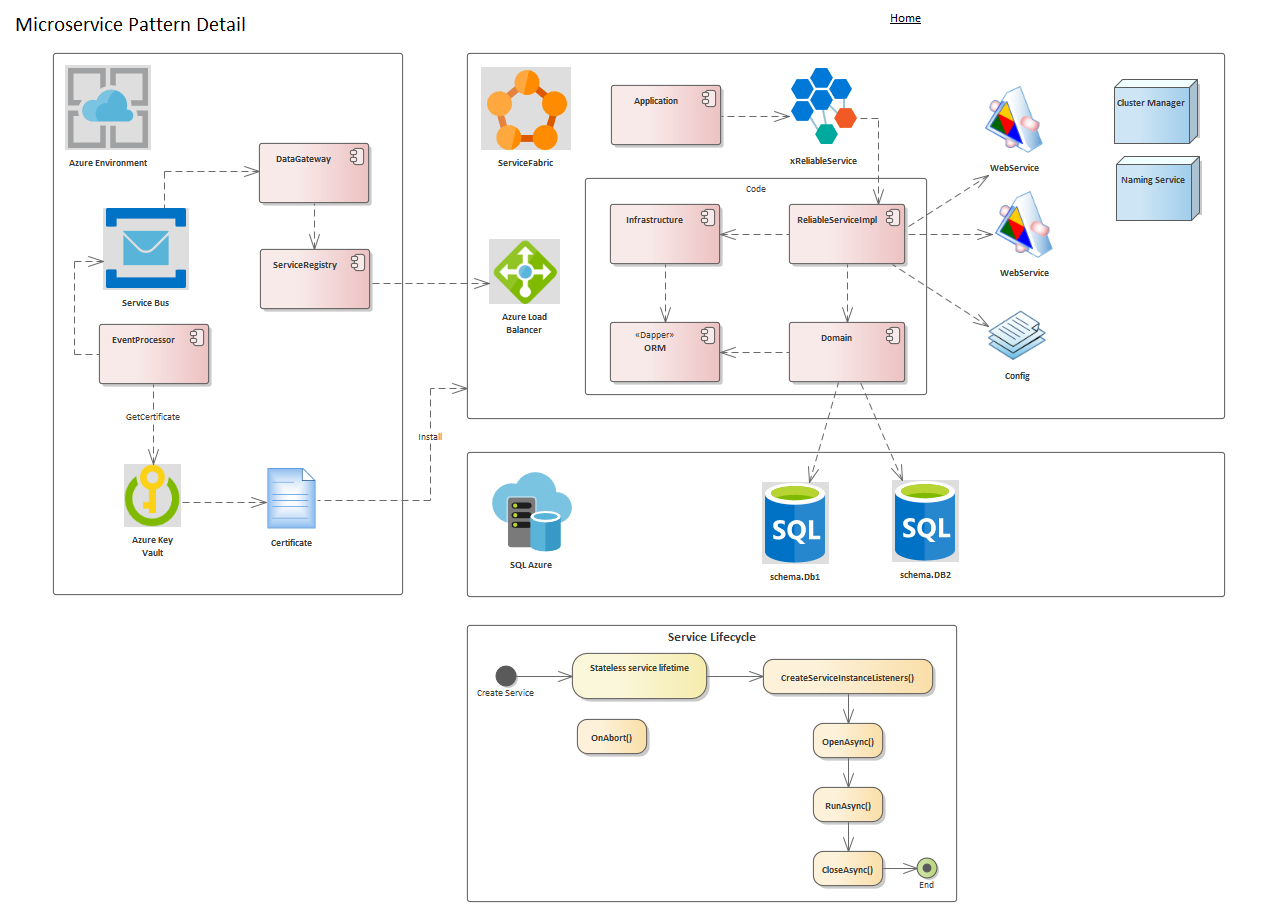 Microservice Pattern Detail
Home
Azure Environment
DataGateway
Service Bus
ServiceRegistry
EventProcessor
GetCertificate
Azure Key
Vault
Certificate
Install
ServiceFabric
Application
xReliableService
WebService
Cluster Manager
Naming Service
Code
Infrastructure
ReliableServiceImpl
WebService
Azure Load
Balancer
«Dapper»
ORM
Domain
Config
SQL Azure
SQL
schema.Db1
SQL
schema.DB2
Service Lifecycle
Create Service
Stateless service lifetime
CreateServiceInstanceListeners()
OnAbort()
OpenAsync()
RunAsync()
CloseAsync()
End